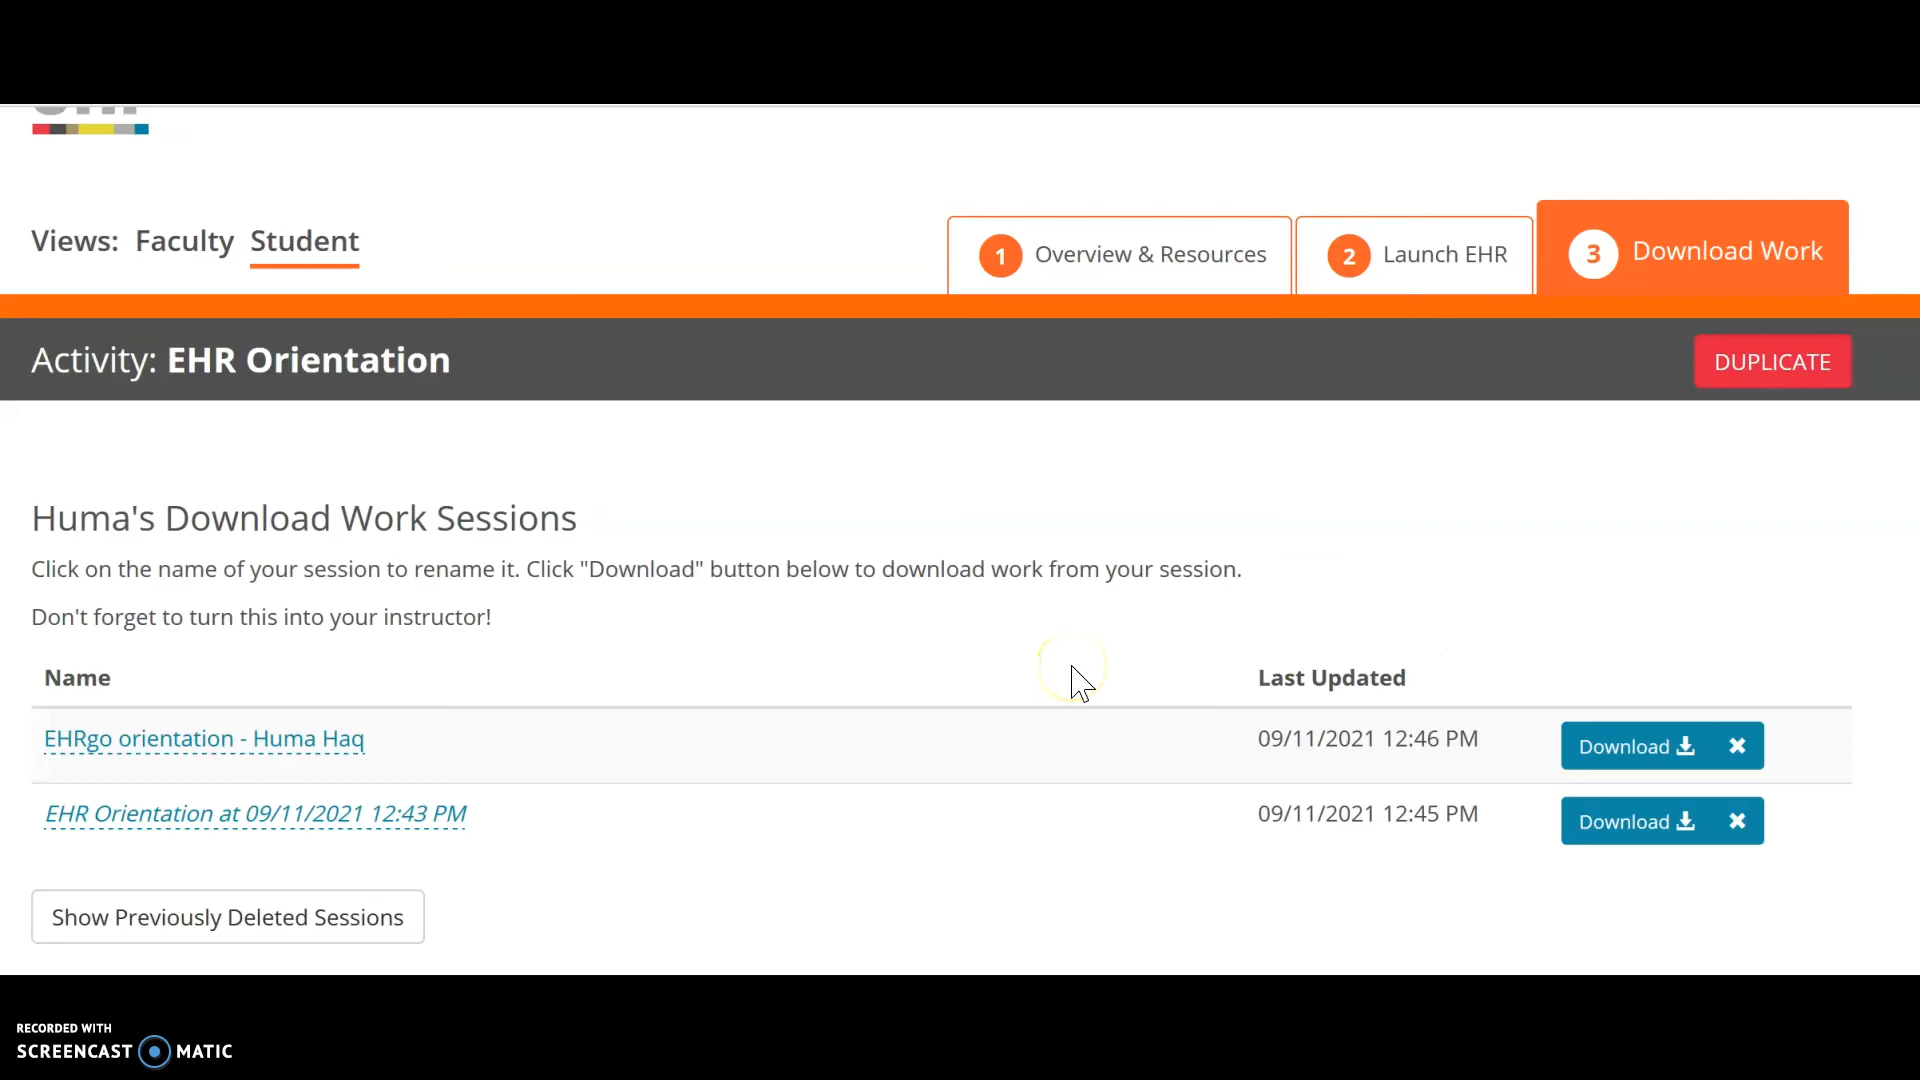 Views: Faculty Student
1 Overview & Resources
2 Launch EHR
3 Download Work
Activity: EHR Orientation
DUPLICATE
Huma's Download Work Sessions
Click on the name of your session to rename it. Click "Download" button below to download work from your session.
Don't forget to turn this into your instructor!
Name Last Updated
EHRgo orientation - Huma Haq 09/11/2021 12:46 PM Download
EHR Orientation at 09/11/2021 12:43 PM 09/11/2021 12:45 PM Download
Show Previously Deleted Sessions
RECORDED WITH
SCREENCAST MATIC